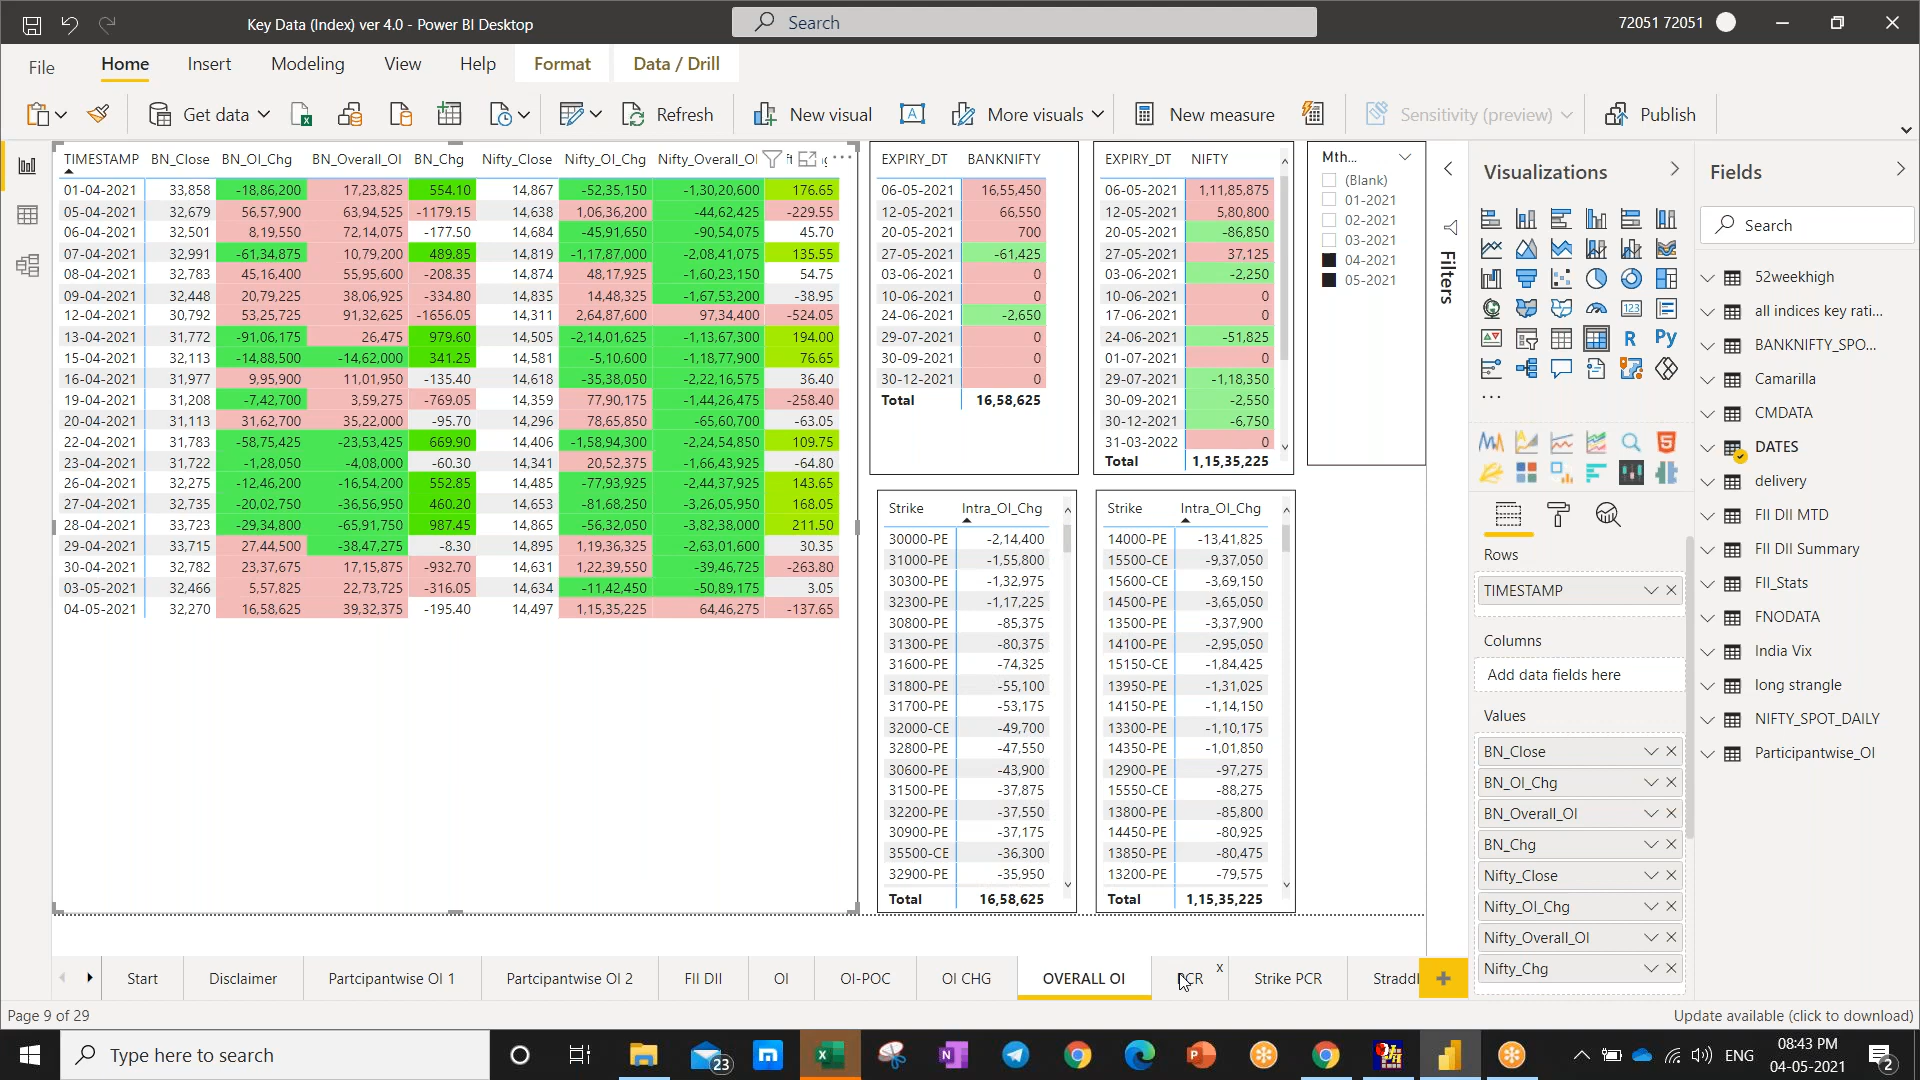 Key Data (Index) ver 4.0 - Power BI Desktop
Search
72051 72051
File Home Insert Modeling View Help Format Data / Drill
Get data Refresh New visual More visuals New measure Sensitivity (preview) Publish
TIMESTAMP BN_Close BN_OI_Chg BN_Overall_OI BN_Chg Nifty_Close Nifty_OI_Chg Nifty_Overall_OI
01-04-2021 33,858 -18,86,200 17,23,825 554.10 14,867 -52,35,150 -1,30,20,600 176.65
05-04-2021 32,679 56,57,900 63,94,525 -1179.15 14,638 1,06,36,200 -44,62,425 -229.55
06-04-2021 32,501 8,19,550 72,14,075 -177.50 14,684 -45,91,650 -90,54,075 45.70
07-04-2021 32,991 -61,34,875 10,79,200 489.85 14,819 -1,17,87,000 -2,08,41,075 135.55
08-04-2021 32,783 45,16,400 55,95,600 -208.35 14,874 48,17,925 -1,60,23,150 54.75
09-04-2021 32,448 20,79,225 38,06,925 -334.80 14,835 14,48,325 -1,67,53,200 -38.95
12-04-2021 30,792 53,25,725 91,32,625 -1656.05 14,311 2,64,87,600 97,34,400 -524.05
13-04-2021 31,772 -91,06,175 26,475 979.60 14,505 -2,14,01,625 -1,13,67,300 194.00
15-04-2021 32,113 -14,88,500 -14,62,000 341.25 14,581 -5,10,600 -1,18,77,900 76.65
16-04-2021 31,977 9,95,900 11,01,950 -135.40 14,618 -35,38,050 -2,22,16,575 36.40
19-04-2021 31,208 -7,42,700 3,59,275 -769.05 14,359 77,90,175 -1,44,26,475 -258.40
20-04-2021 31,113 31,62,700 35,22,000 -95.70 14,296 78,65,850 -65,60,700 -63.05
22-04-2021 31,783 -58,75,425 -23,53,425 669.90 14,406 -1,58,94,300 -2,24,54,850 109.75
23-04-2021 31,722 -1,28,050 -4,08,000 -60.30 14,341 20,52,375 -1,66,43,925 -64.80
26-04-2021 32,275 -12,46,200 -16,54,200 552.85 14,485 -77,93,925 -2,44,37,925 143.65
27-04-2021 32,735 -20,02,750 -36,56,950 460.20 14,653 -81,68,250 -3,26,05,950 168.05
28-04-2021 33,723 -29,34,800 -65,91,750 987.45 14,865 -56,32,050 -3,82,38,000 211.50
29-04-2021 33,715 27,44,500 -38,47,275 -8.30 14,895 1,19,36,325 -2,63,01,600 30.35
30-04-2021 32,782 23,37,675 17,15,875 -932.70 14,631 1,22,39,550 -39,46,725 -263.80
03-05-2021 32,466 5,57,825 22,73,725 -316.05 14,634 -11,42,450 -50,89,175 3.05
04-05-2021 32,270 16,58,625 39,32,375 -195.40 14,497 1,15,35,225 64,46,275 -137.65
EXPIRY_DT BANKNIFTY
06-05-2021 16,55,450
12-05-2021 66,550
20-05-2021 700
27-05-2021 -61,425
03-06-2021 0
10-06-2021 0
24-06-2021 -2,650
29-07-2021 0
30-09-2021 0
30-12-2021 0
Total 16,58,625
EXPIRY_DT NIFTY
06-05-2021 1,11,85,875
12-05-2021 5,80,800
20-05-2021 -86,850
27-05-2021 37,125
03-06-2021 -2,250
10-06-2021 0
17-06-2021 0
24-06-2021 -51,825
01-07-2021 0
29-07-2021 -1,18,350
30-09-2021 -2,550
30-12-2021 -6,750
31-03-2022 0
Total 1,15,35,225
Mth...
(Blank)
01-2021
02-2021
03-2021
04-2021
05-2021
Strike Intra_OI_Chg
30000-PE -2,14,400
31000-PE -1,55,800
30300-PE -1,32,975
32300-PE -1,17,225
30800-PE -85,375
31300-PE -80,375
31600-PE -74,325
31800-PE -55,100
31700-PE -53,175
32000-CE -49,700
32800-PE -47,550
30600-PE -43,900
31500-PE -37,875
32200-PE -37,550
30900-PE -37,175
35500-CE -36,300
32900-PE -35,950
Total 16,58,625
Strike Intra_OI_Chg
14000-PE -13,41,825
15500-CE -9,37,050
15600-CE -3,69,150
14500-PE -3,65,050
13500-PE -3,37,900
14100-PE -2,95,050
15150-CE -1,84,425
13950-PE -1,31,025
14150-PE -1,14,150
13300-PE -1,10,175
14350-PE -1,01,850
12900-PE -97,275
15550-CE -88,275
13800-PE -85,800
14450-PE -80,925
13850-PE -80,475
13200-PE -79,575
Total 1,15,35,225
Filters
Visualizations
R Py
...
Rows
TIMESTAMP
Columns
Add data fields here
Values
BN_Close
BN_OI_Chg
BN_Overall_OI
BN_Chg
Nifty_Close
Nifty_OI_Chg
Nifty_Overall_OI
Nifty_Chg
Fields
Search
52weekhigh
all indices key rati...
BANKNIFTY_SPO...
Camarilla
CMDATA
DATES
delivery
FII DII MTD
FII DII Summary
FII_Stats
FNODATA
India Vix
long strangle
NIFTY_SPOT_DAILY
Participantwise_OI
Start Disclaimer Partcipantwise OI 1 Partcipantwise OI 2 FII DII OI OI-POC OI CHG OVERALL OI PCR x Strike PCR Straddl
Page 9 of 29
Update available (click to download)
Type here to search
23
ENG
08:43 PM
04-05-2021
2